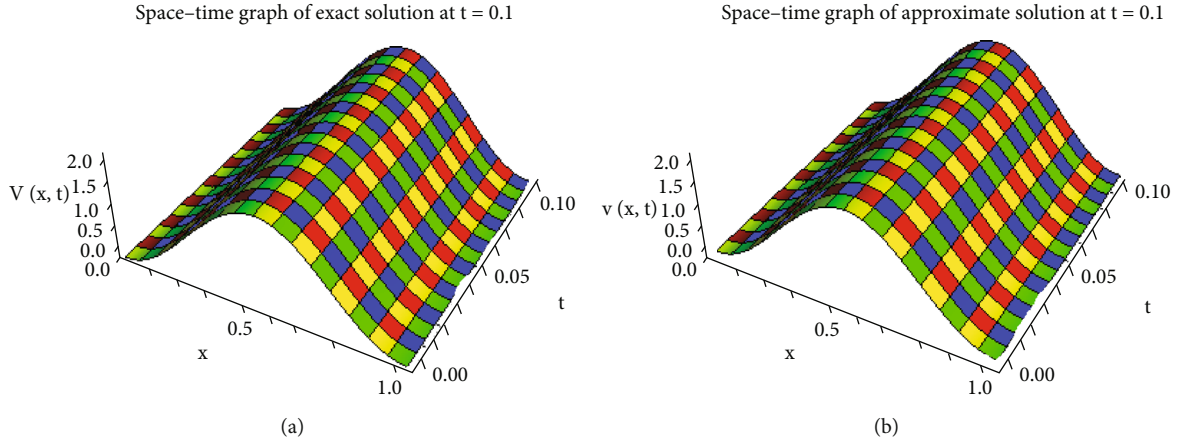 Space–time graph of exact solution at t = 0.1
2.0
1.5
V (x, t)
1.0
0.5
0.0
0.0
0.5
x
1.0
0.00
0.05
t
0.10
(a)
Space–time graph of approximate solution at t = 0.1
2.0
1.5
v (x, t)
1.0
0.5
0.0
0.0
0.5
x
1.0
0.00
0.05
t
0.10
(b)